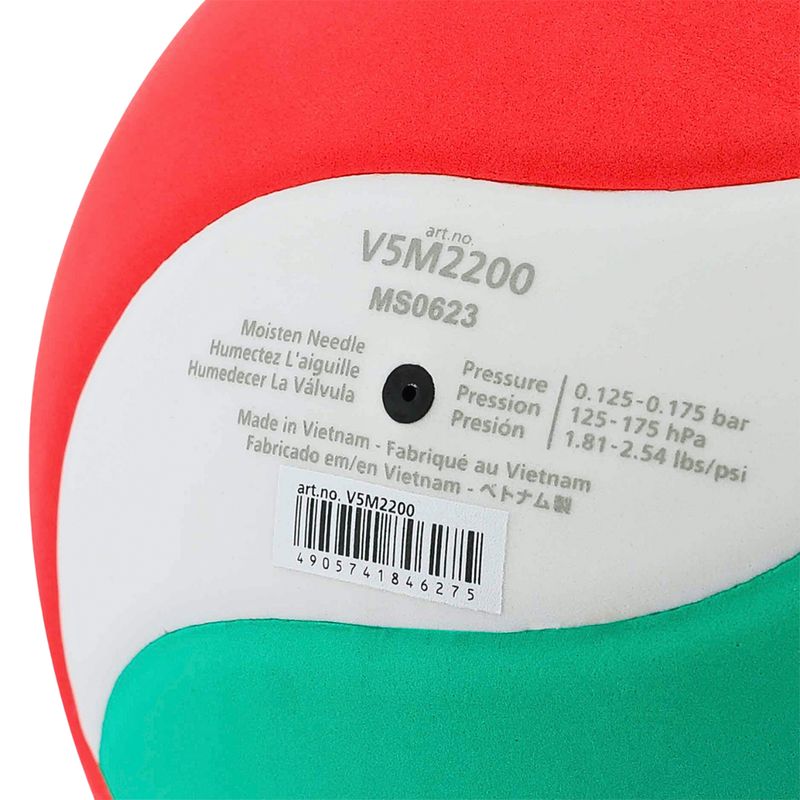 art.no.
V5M2200
MS0623
Moisten Needle
Humectez L'aiguille
Humedecer La Válvula
Pressure
Pression
Presión
0.125-0.175 bar
125-175 hPa
1.81-2.54 lbs/psi
Made in Vietnam - Fabriqué au Vietnam
Fabricado em/en Vietnam - ベトナム製
art.no. V5M2200
4905741846275